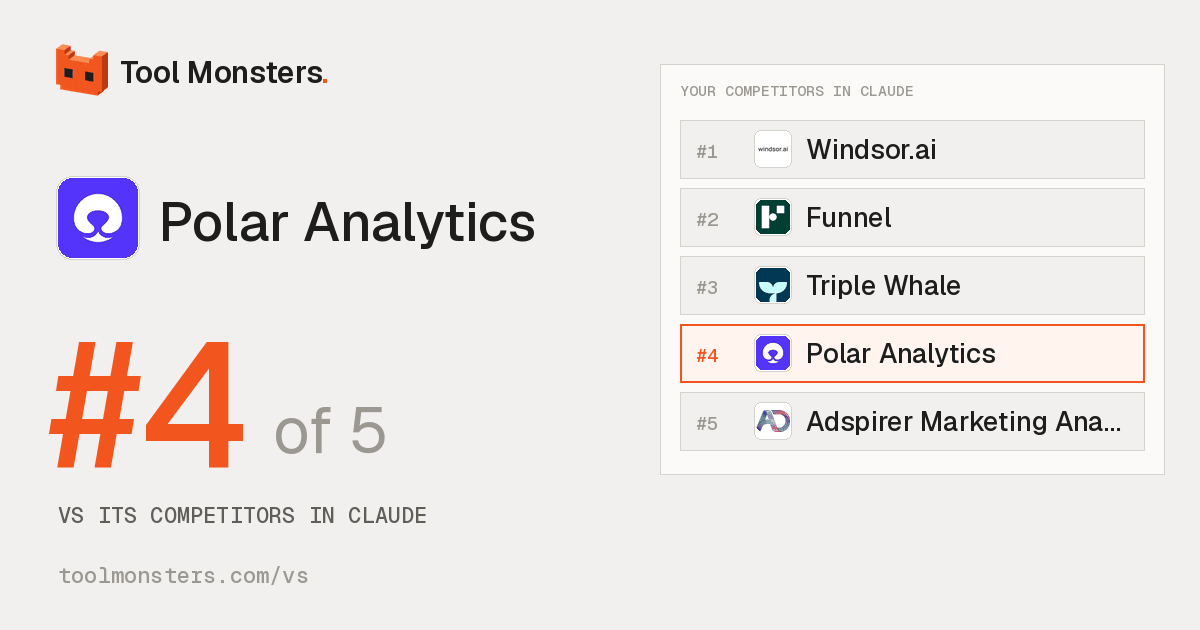 Tool Monsters.
Polar Analytics
#4 of 5
VS ITS COMPETITORS IN CLAUDE
toolmonsters.com/vs
YOUR COMPETITORS IN CLAUDE
#1 windsor.ai Windsor.ai
#2 Funnel
#3 Triple Whale
#4 Polar Analytics
#5 AD Adspirer Marketing Ana...